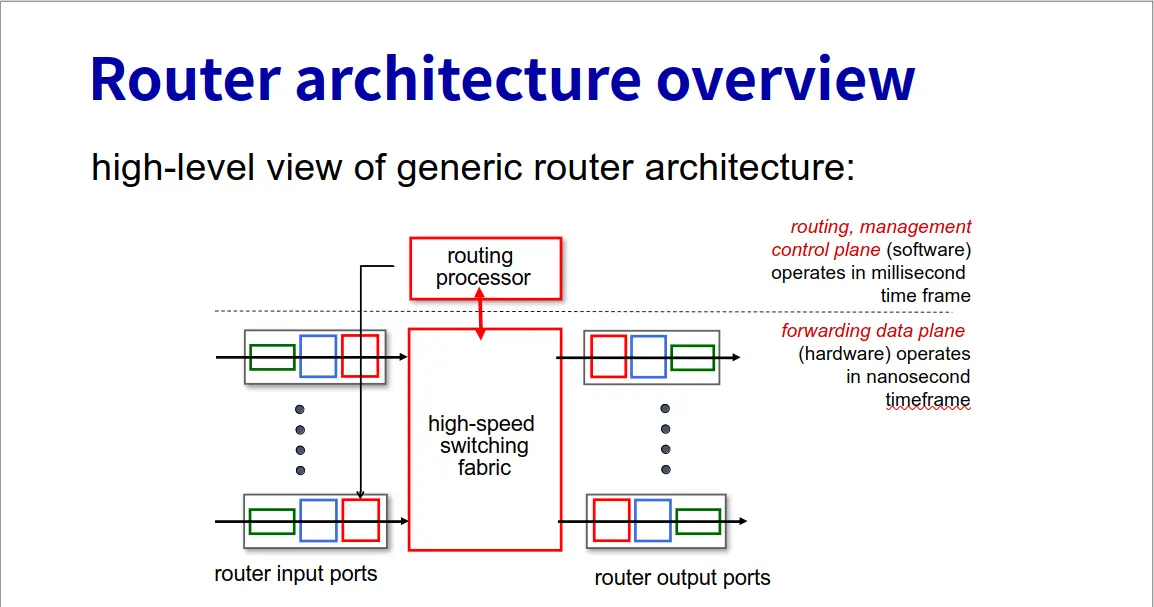 Router architecture overview
high-level view of generic router architecture:
routing, management
control plane (software)
operates in millisecond
time frame
routing
processor
forwarding data plane
(hardware) operates
in nanosecond
timeframe
high-speed
switching
fabric
router input ports
router output ports